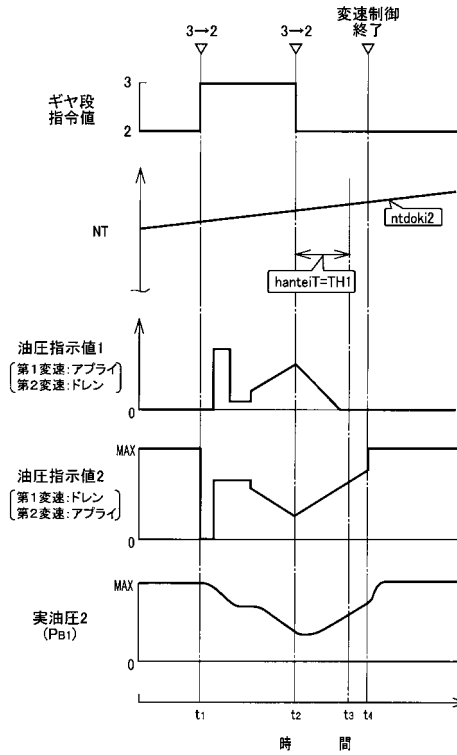 3→2
3→2
変速制御
終了
ギヤ段
指令値
3
2
NT
ntdoki2
hanteiT=TH1
油圧指示値1
第1変速:アプライ
第2変速:ドレン
0
油圧指示値2
第1変速:ドレン
第2変速:アプライ
MAX
0
実油圧2
(PB1)
MAX
0
t1
t2
t3
t4
時 間